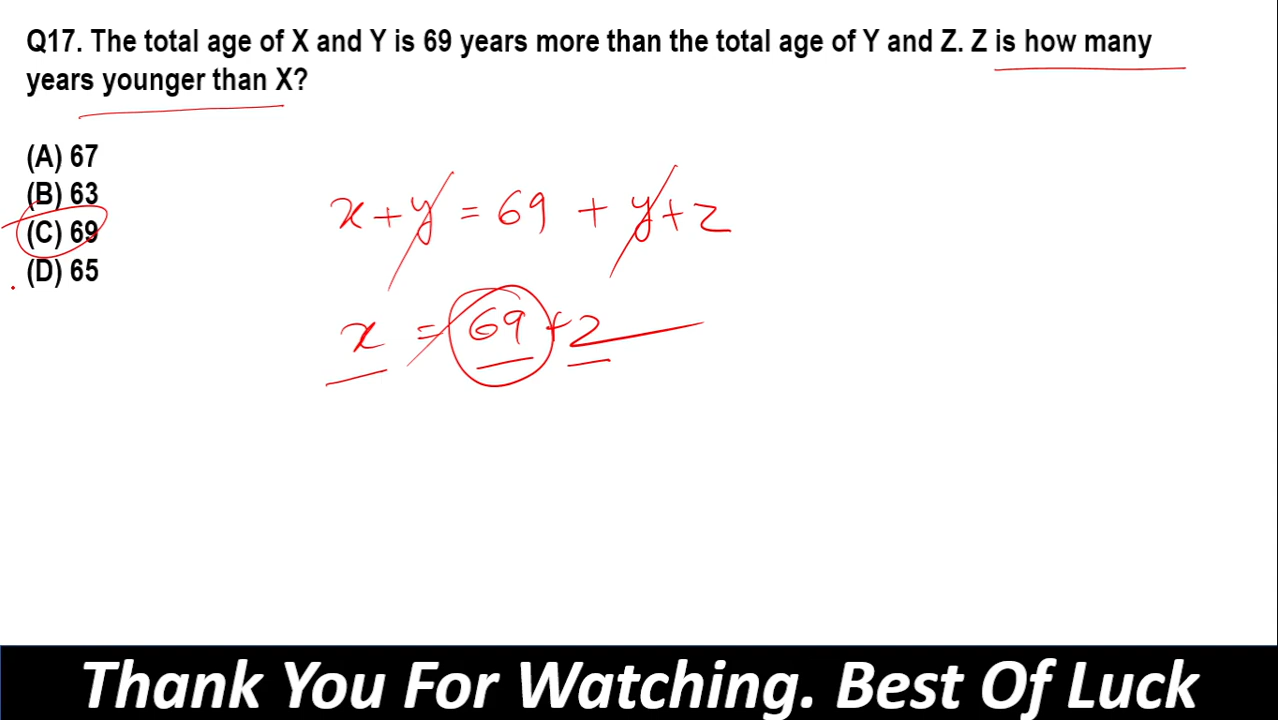 Q17. The total age of X and Y is 69 years more than the total age of Y and Z. Z is how many
years younger than X?
(A) 67
(B) 63
(C) 69
(D) 65
x + y = 69 + y + z
x = 69 + z
Thank You For Watching. Best Of Luck